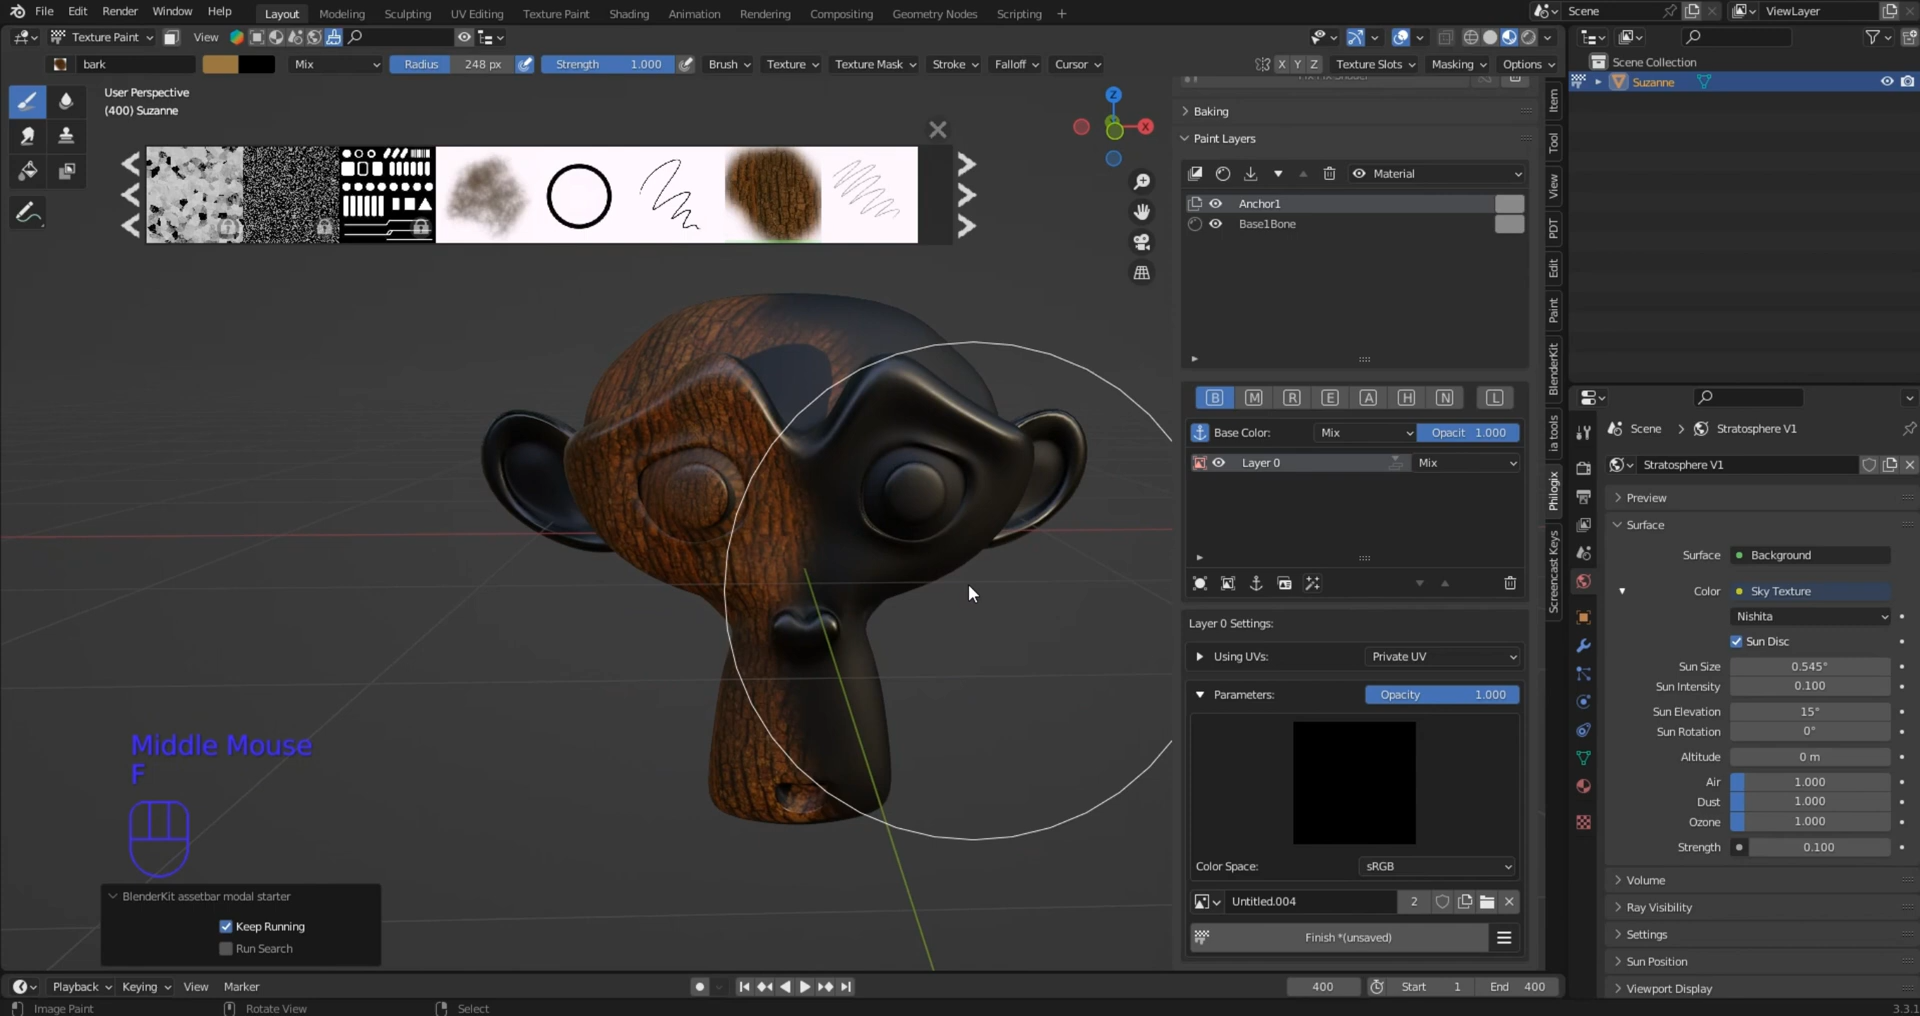 File Edit Render Window Help Layout Modeling Sculpting UV Editing Texture Paint Shading Animation Rendering Compositing Geometry Nodes Scripting + Scene ViewLayer
Texture Paint View
bark Mix Radius 248 px Strength 1.000 Brush Texture Texture Mask Stroke Falloff Cursor X Y Z Texture Slots Masking Options
Scene Collection
Suzanne
User Perspective
(400) Suzanne
Z
X
Baking
Paint Layers
Material
Anchor1
Base1Bone
B M R E A H N L
Base Color: Mix Opacit 1.000
Layer 0 Mix
Layer 0 Settings:
Using UVs: Private UV
Parameters: Opacity 1.000
Color Space: sRGB
Untitled.004 2
Finish *(unsaved)
Item
Tool
View
PDT
Edit
Paint
BlenderKit
ia tools
Philogix
Screencast Keys
Scene > Stratosphere V1
Stratosphere V1
Preview
Surface
Surface Background
Color Sky Texture
Nishita
Sun Disc
Sun Size 0.545°
Sun Intensity 0.100
Sun Elevation 15°
Sun Rotation 0°
Altitude 0 m
Air 1.000
Dust 1.000
Ozone 1.000
Strength 0.100
Volume
Ray Visibility
Settings
Sun Position
Viewport Display
Middle Mouse
F
BlenderKit assetbar modal starter
Keep Running
Run Search
Playback Keying View Marker 400 Start 1 End 400
Image Paint Rotate View Select 3.3.1